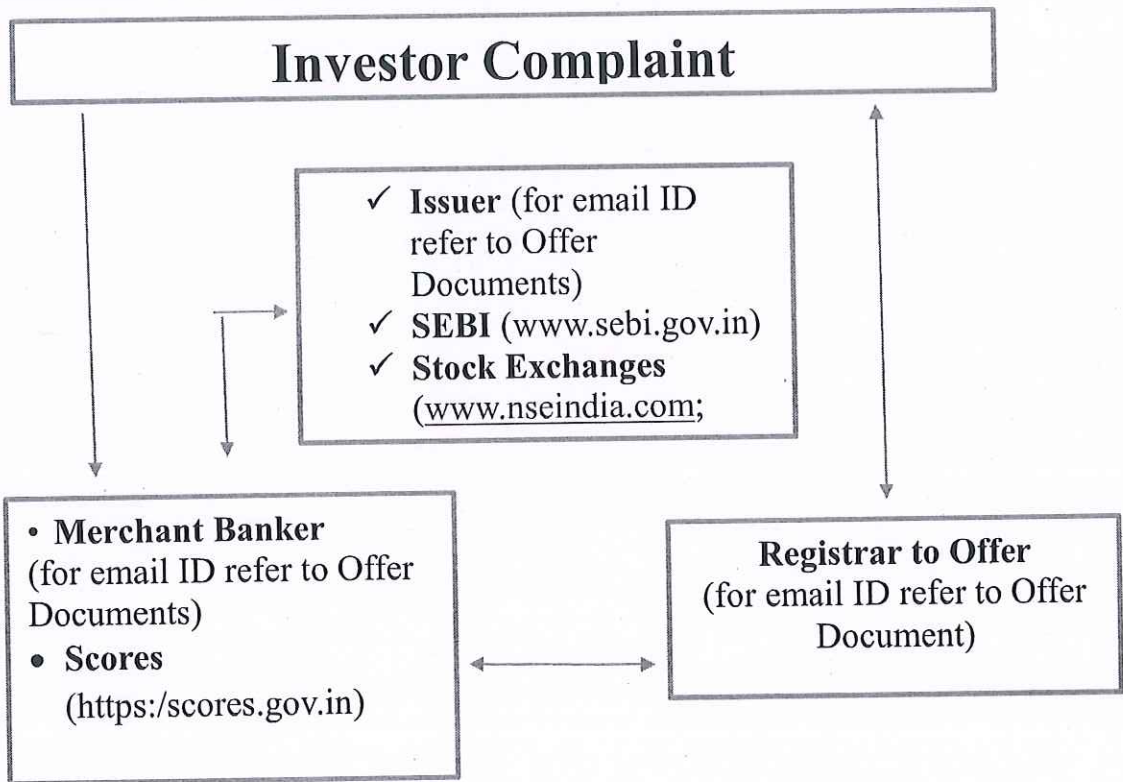 Investor Complaint
✓ Issuer (for email ID
refer to Offer
Documents)
✓ SEBI (www.sebi.gov.in)
✓ Stock Exchanges
(www.nseindia.com;
• Merchant Banker
(for email ID refer to Offer
Documents)
• Scores
(https:/scores.gov.in)
Registrar to Offer
(for email ID refer to Offer
Document)